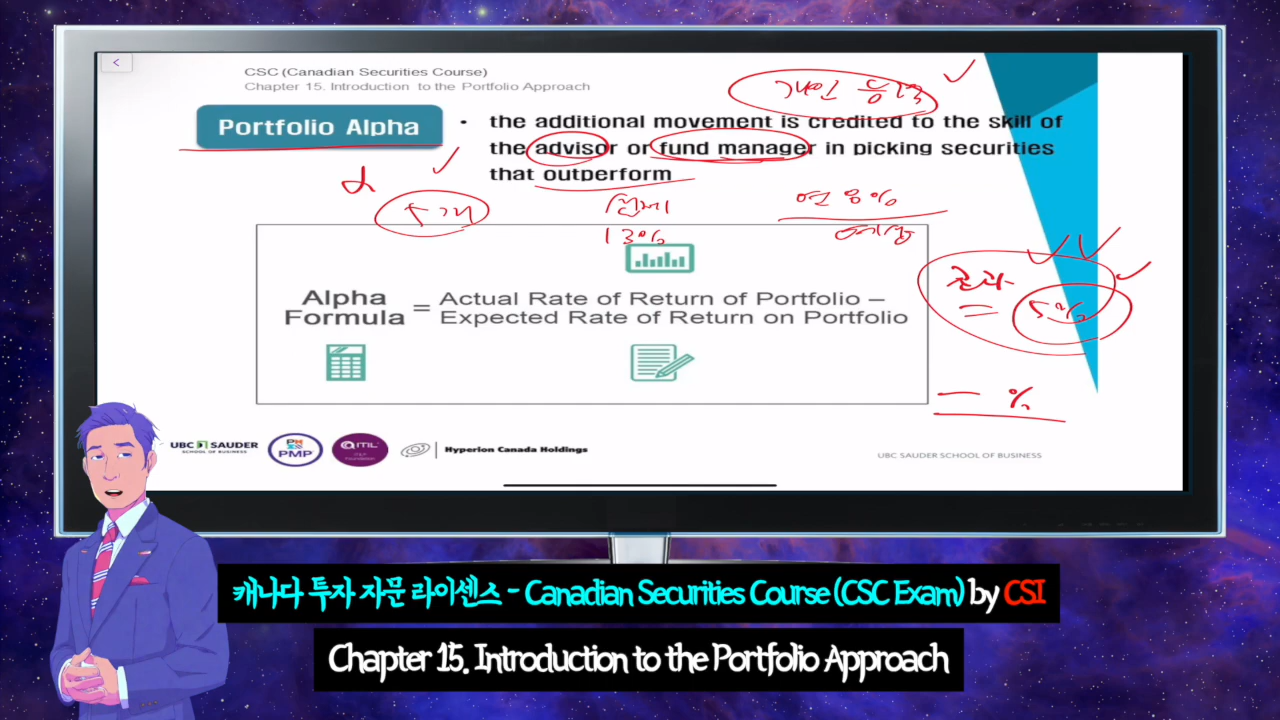 CSC (Canadian Securities Course)
Chapter 15. Introduction to the Portfolio Approach
개인 능력
Portfolio Alpha
• the additional movement is credited to the skill of
the advisor or fund manager in picking securities
that outperform
α
실제
13%
연 8%
예상
초과
= 5%
Alpha
Formula
= Actual Rate of Return of Portfolio –
Expected Rate of Return on Portfolio
— %
UBC SAUDER
SCHOOL OF BUSINESS
PMP
ITIL
Hyperion Canada Holdings
UBC SAUDER SCHOOL OF BUSINESS
캐나다 투자 자문 라이센스 - Canadian Securities Course (CSC Exam) by CSI
Chapter 15. Introduction to the Portfolio Approach